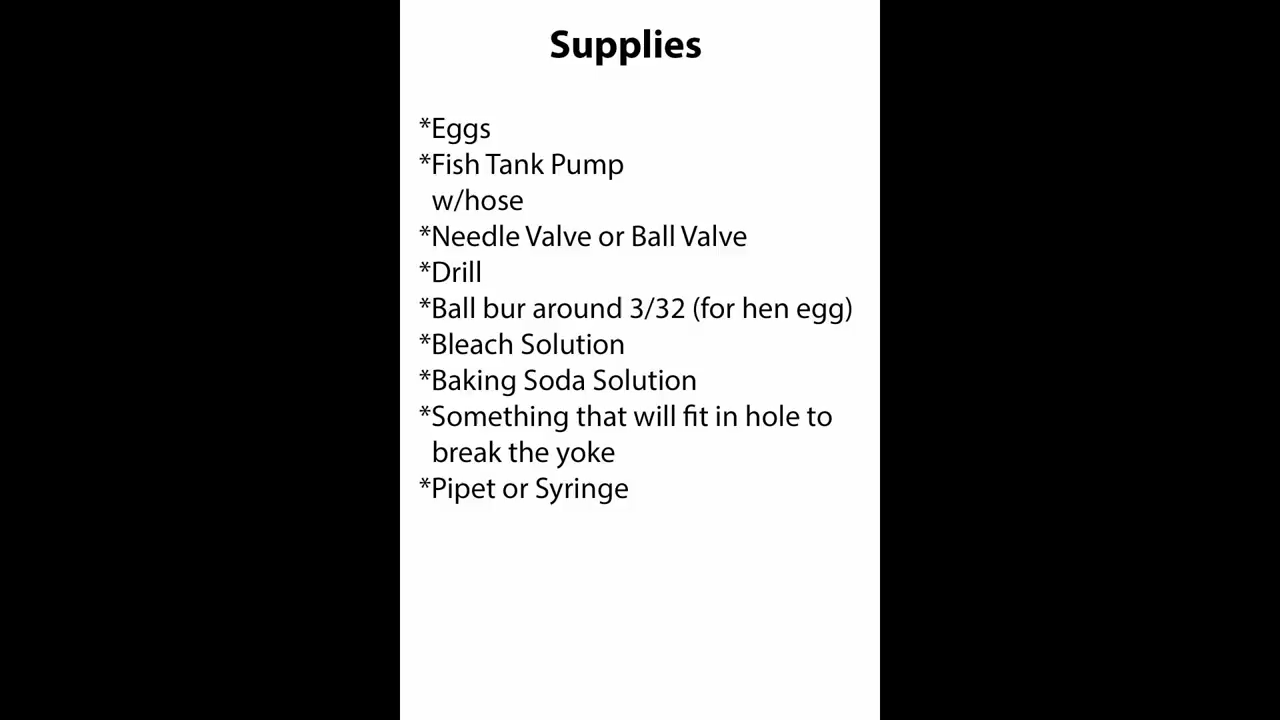 Supplies
*Eggs
*Fish Tank Pump
w/hose
*Needle Valve or Ball Valve
*Drill
*Ball bur around 3/32 (for hen egg)
*Bleach Solution
*Baking Soda Solution
*Something that will fit in hole to
break the yoke
*Pipet or Syringe